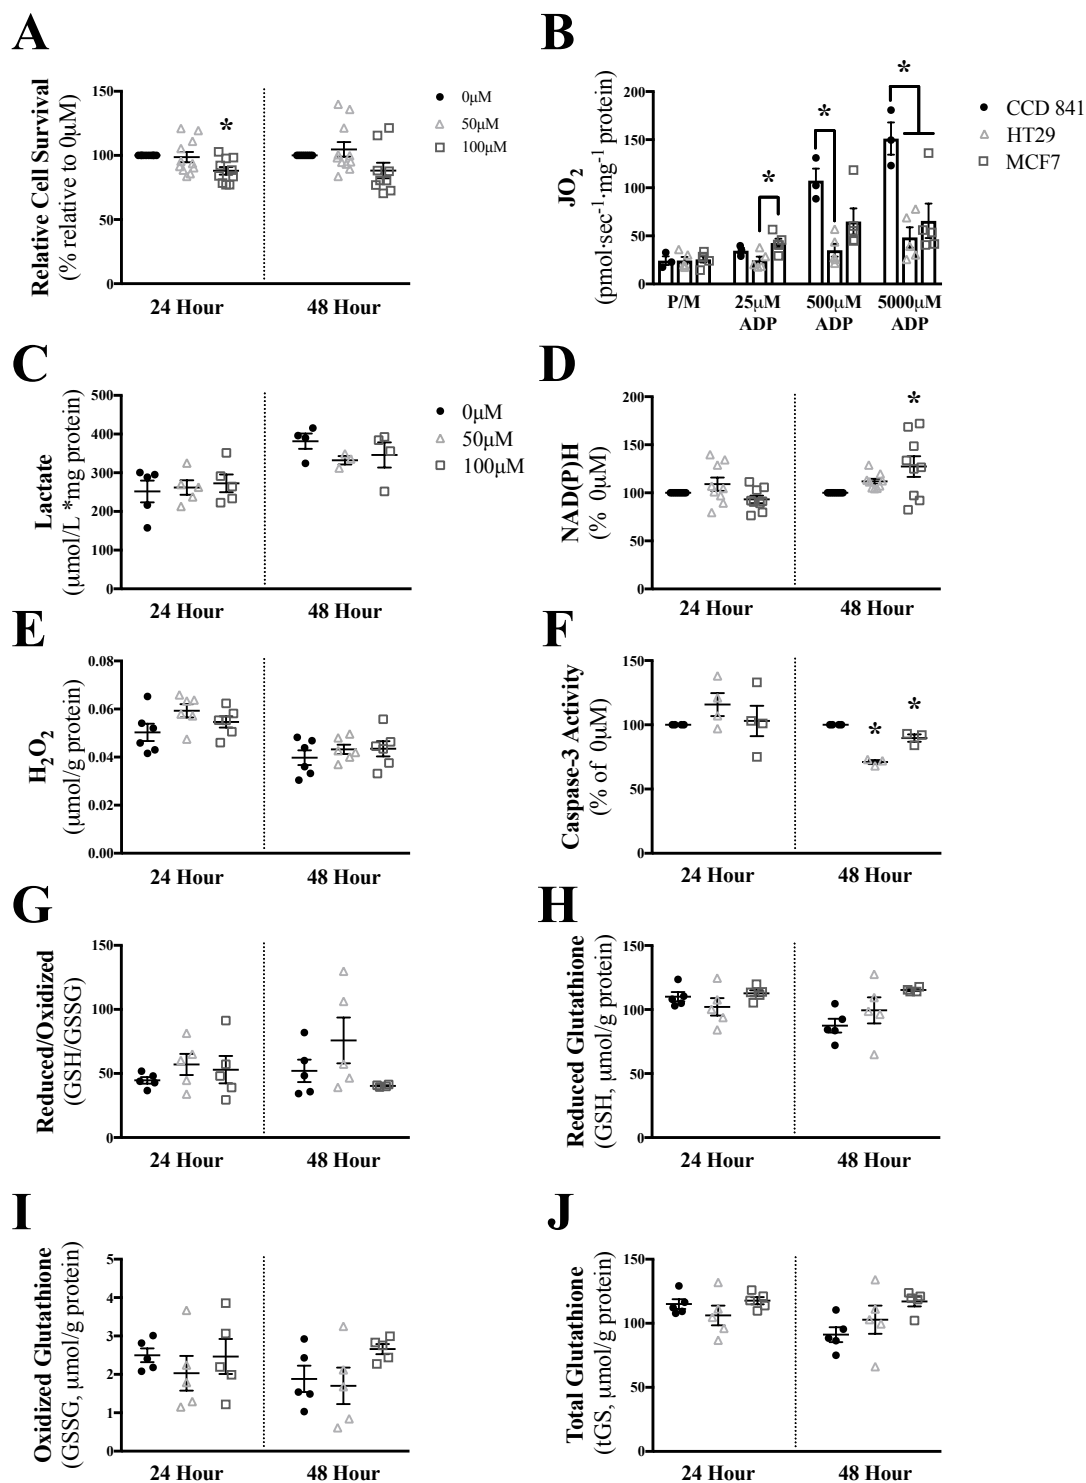 A
Relative Cell Survival
(% relative to 0μM)
150
100
50
0
*
24 Hour
48 Hour
0μM
50μM
100μM
B
JO2
(pmol·sec-1·mg-1 protein)
200
150
100
50
0
*
*
*
P/M
25μM
ADP
500μM
ADP
5000μM
ADP
CCD 841
HT29
MCF7
C
Lactate
(μmol/L *mg protein)
500
400
300
200
100
0
24 Hour
48 Hour
0μM
50μM
100μM
D
NAD(P)H
(% 0μM)
200
150
100
50
0
*
24 Hour
48 Hour
E
H2O2
(μmol/g protein)
0.08
0.06
0.04
0.02
0.00
24 Hour
48 Hour
F
Caspase-3 Activity
(% of 0μM)
150
100
50
0
*
*
24 Hour
48 Hour
G
Reduced/Oxidized
(GSH/GSSG)
150
100
50
0
24 Hour
48 Hour
H
Reduced Glutathione
(GSH, μmol/g protein)
150
100
50
0
24 Hour
48 Hour
I
Oxidized Glutathione
(GSSG, μmol/g protein)
5
4
3
2
1
0
24 Hour
48 Hour
J
Total Glutathione
(tGS, μmol/g protein)
150
100
50
0
24 Hour
48 Hour